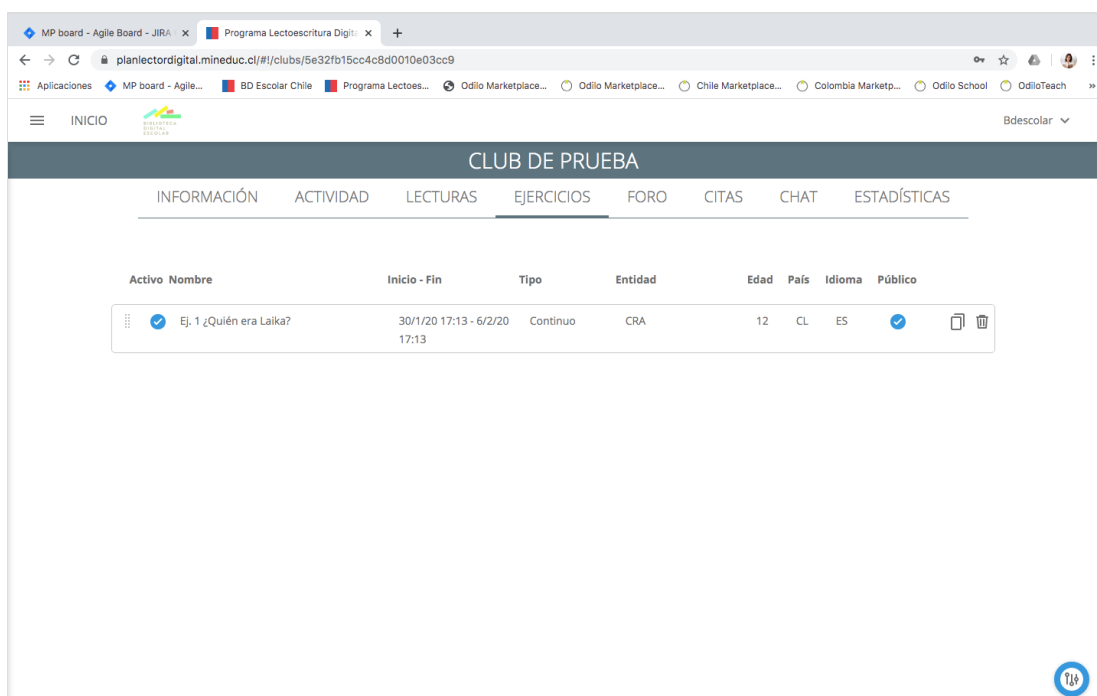 MP board - Agile Board - JIRA
Programa Lectoescritura Digita
planlectordigital.mineduc.cl/#!/clubs/5e32fb15cc4c8d0010e03cc9
Aplicaciones MP board - Agile... BD Escolar Chile Programa Lectoes... Odilo Marketplace... Odilo Marketplace... Chile Marketplace... Colombia Marketp... Odilo School OdiloTeach »
INICIO BIBLIOTECA DIGITAL ESCOLAR Bdescolar
CLUB DE PRUEBA
INFORMACIÓN ACTIVIDAD LECTURAS EJERCICIOS FORO CITAS CHAT ESTADÍSTICAS
Activo Nombre Inicio - Fin Tipo Entidad Edad País Idioma Público
Ej. 1 ¿Quién era Laika? 30/1/20 17:13 - 6/2/20 Continuo CRA 12 CL ES
17:13